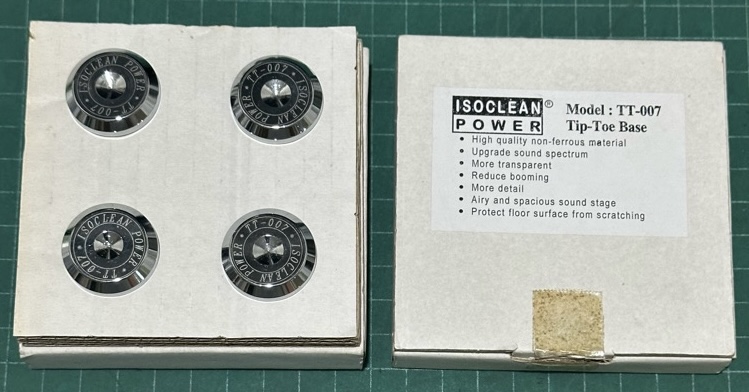 ISOCLEAN POWER • TT-007 •
ISOCLEAN POWER • TT-007 •
ISOCLEAN POWER • TT-007 •
ISOCLEAN POWER • TT-007 •
ISOCLEAN®
POWER
Model : TT-007
Tip-Toe Base
• High quality non-ferrous material
• Upgrade sound spectrum
• More transparent
• Reduce booming
• More detail
• Airy and spacious sound stage
• Protect floor surface from scratching